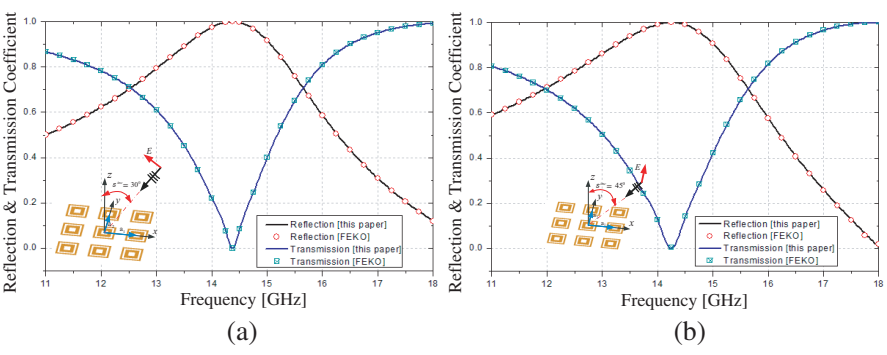 Reflection & Transmission Coefficient
1.0
0.8
0.6
0.4
0.2
0.0
11 12 13 14 15 16 17 18
Frequency [GHz]
E
z
= 30°
y
x
Reflection [this paper]
Reflection [FEKO]
Transmission [this paper]
Transmission [FEKO]
(a)
Reflection & Transmission Coefficient
1.0
0.8
0.6
0.4
0.2
0.0
11 12 13 14 15 16 17 18
Frequency [GHz]
E
z
= 45°
y
x
Reflection [this paper]
Reflection [FEKO]
Transmission [this paper]
Transmission [FEKO]
(b)